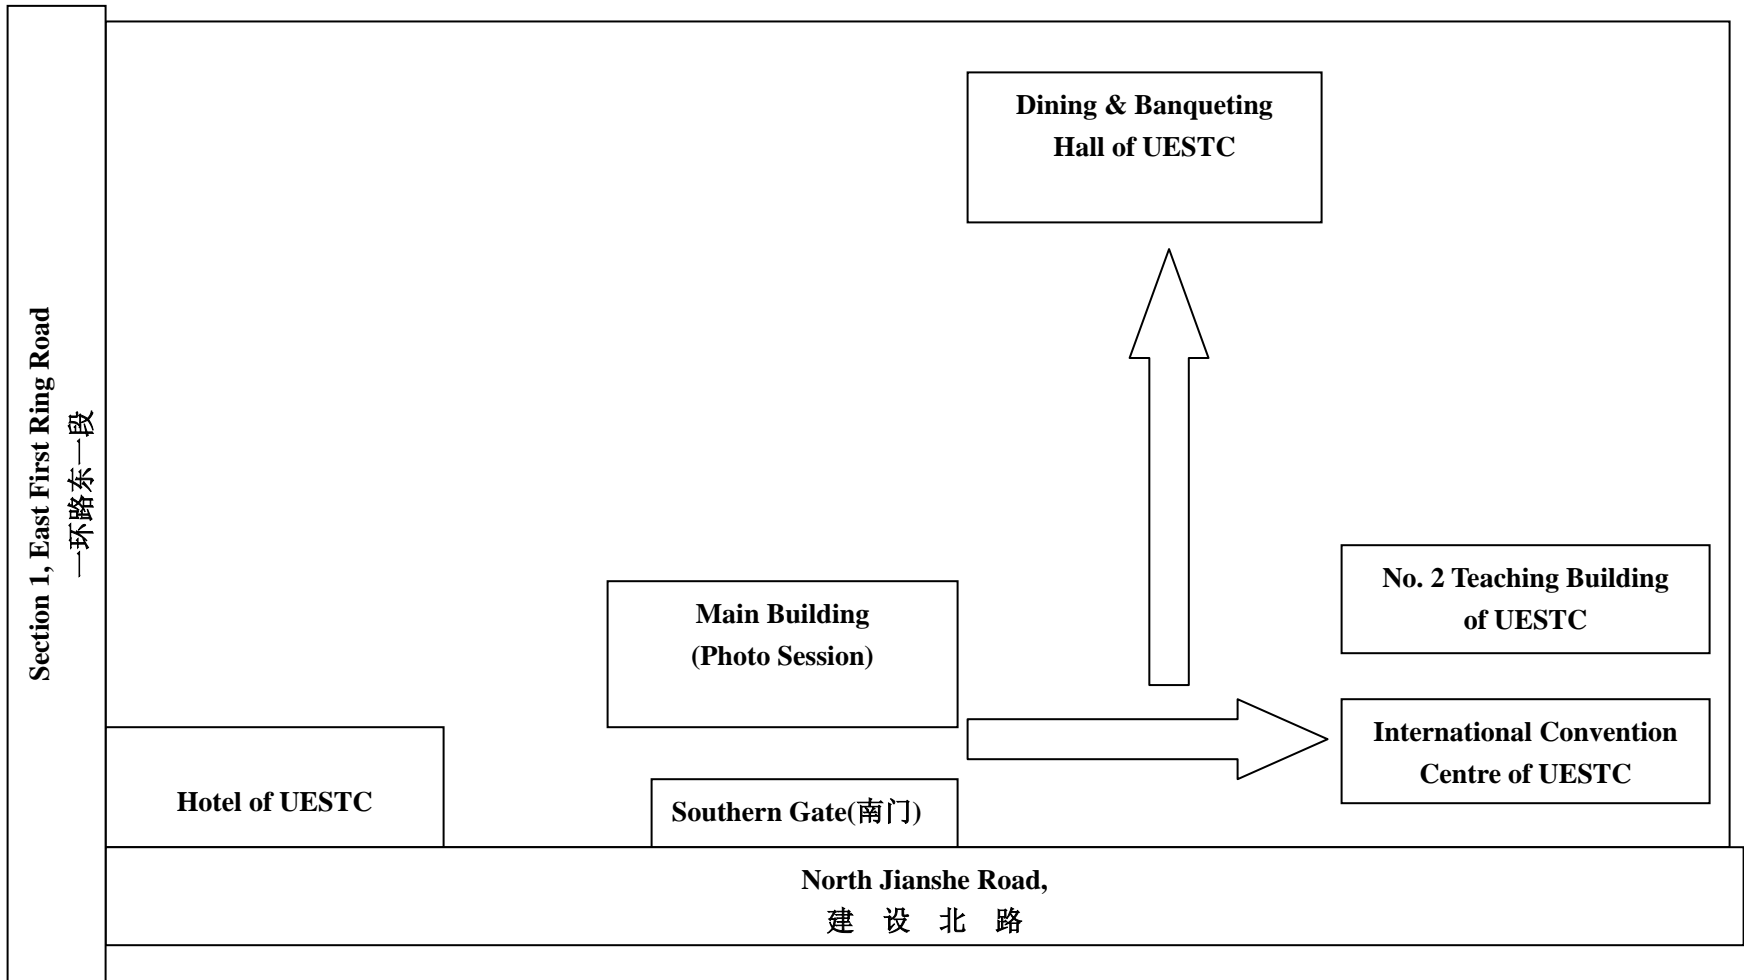 Dining & Banqueting
Hall of UESTC
Section 1, East First Ring Road
一环路东一段
No. 2 Teaching Building
of UESTC
Main Building
(Photo Session)
International Convention
Centre of UESTC
Hotel of UESTC
Southern Gate(南门)
North Jianshe Road,
建 设 北 路